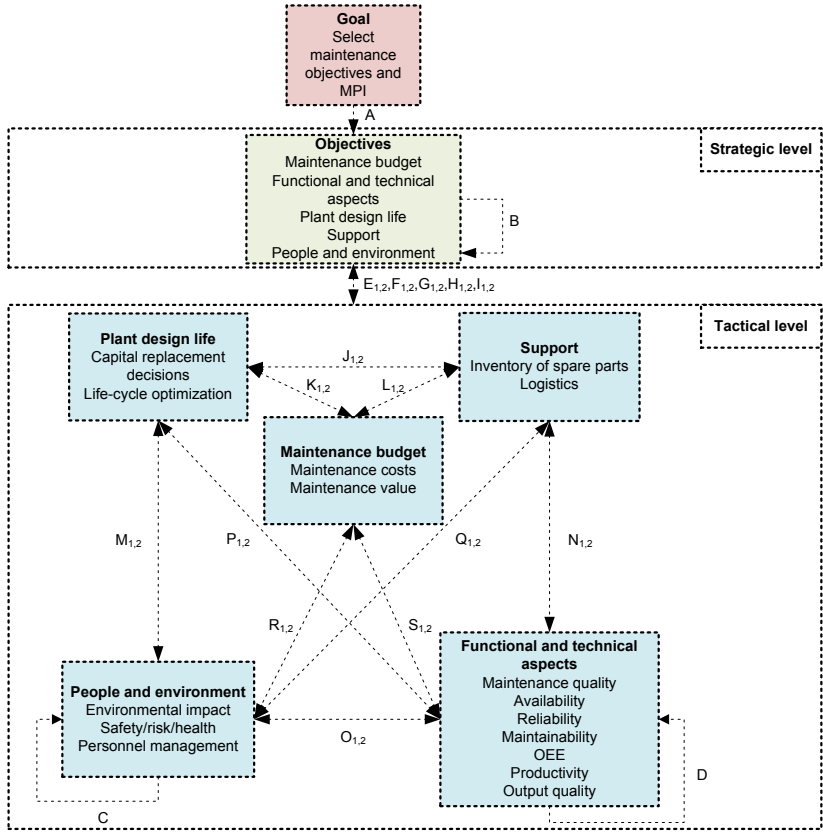 Goal
Select
maintenance
objectives and
MPI
A
Strategic level
Objectives
Maintenance budget
Functional and technical
aspects
Plant design life
Support
People and environment
B
E1,2,F1,2,G1,2,H1,2,I1,2
Tactical level
Plant design life
Capital replacement
decisions
Life-cycle optimization
J1,2
Support
Inventory of spare parts
Logistics
K1,2
L1,2
Maintenance budget
Maintenance costs
Maintenance value
M1,2
P1,2
Q1,2
N1,2
R1,2
S1,2
People and environment
Environmental impact
Safety/risk/health
Personnel management
O1,2
Functional and technical
aspects
Maintenance quality
Availability
Reliability
Maintainability
OEE
Productivity
Output quality
C
D